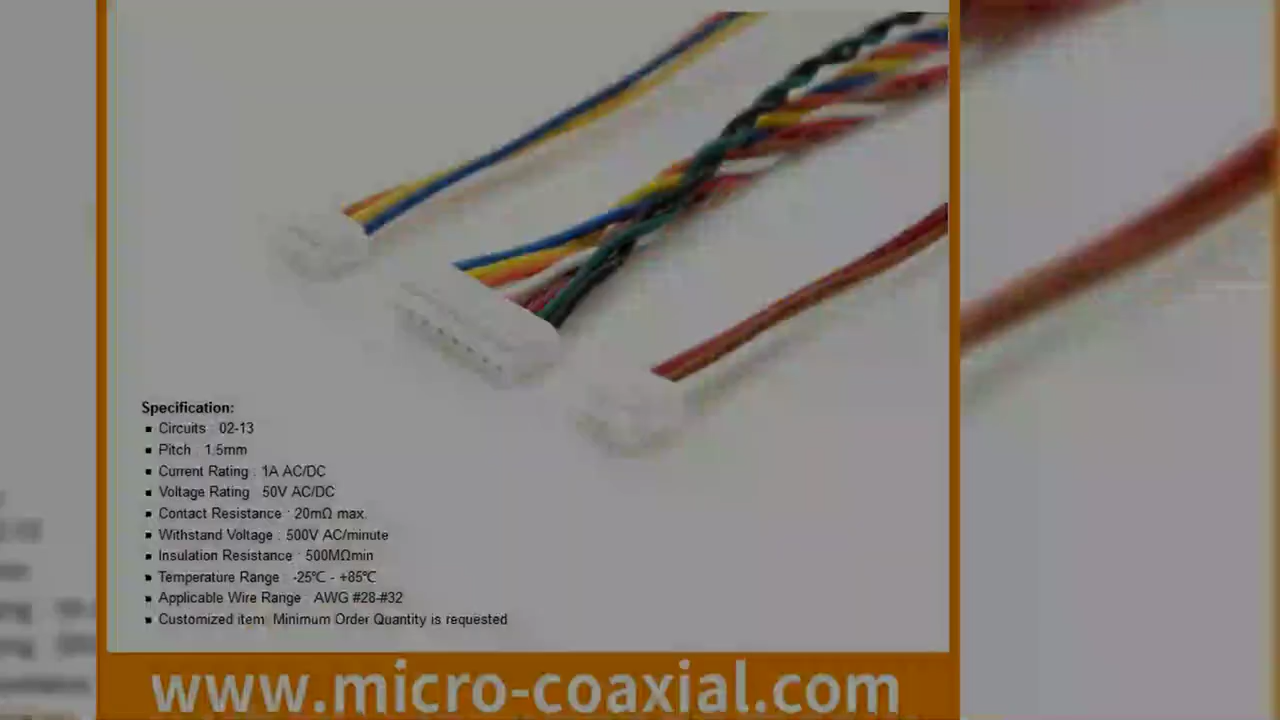 Specification:
Circuits : 02-13
Pitch : 1.5mm
Current Rating : 1A AC/DC
Voltage Rating : 50V AC/DC
Contact Resistance : 20mΩ max.
Withstand Voltage : 500V AC/minute
Insulation Resistance : 500MΩmin
Temperature Range : -25℃ - +85℃
Applicable Wire Range : AWG #28-#32
Customized item: Minimum Order Quantity is requested
www.micro-coaxial.com